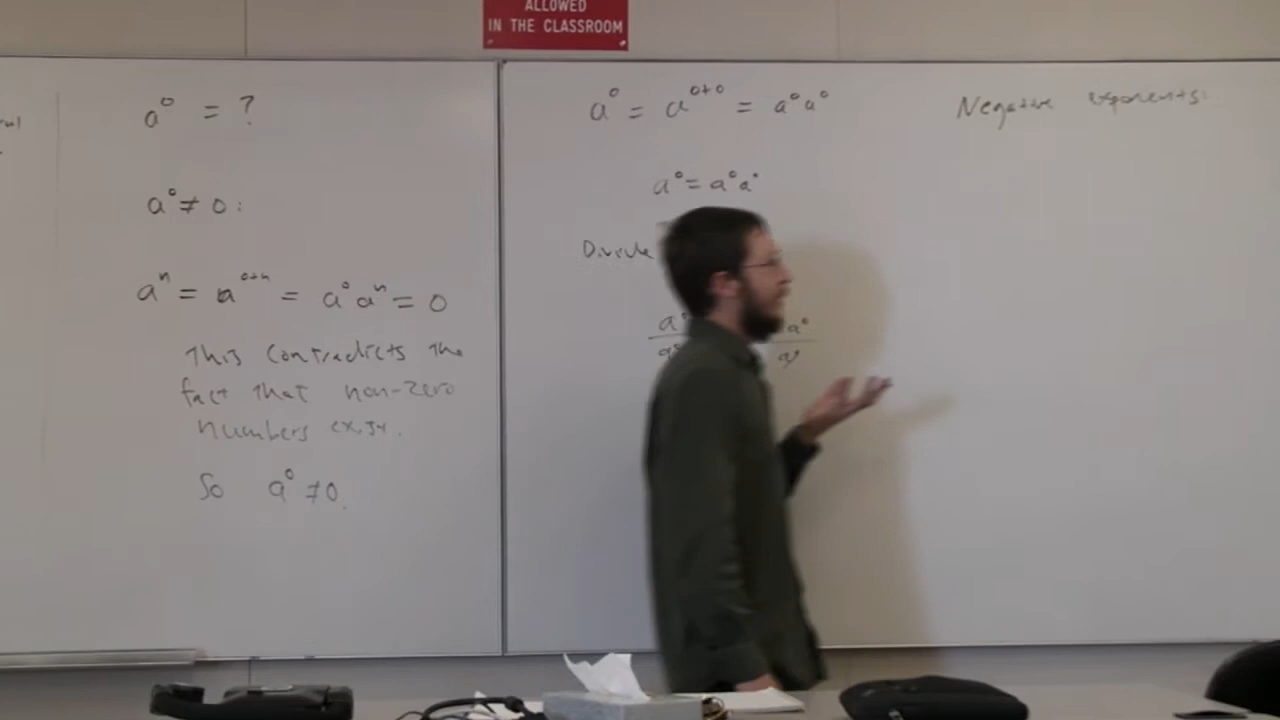 ALLOWED
IN THE CLASSROOM
a⁰ = ?
a⁰ ≠ 0 :
aⁿ = a⁰⁺ⁿ = a⁰aⁿ = 0
This contradicts the
fact that non-zero
numbers exist.
So a⁰ ≠ 0.
a⁰ = a⁰⁺⁰ = a⁰a⁰
a⁰ = a⁰a⁰
Divide
Negative exponents: